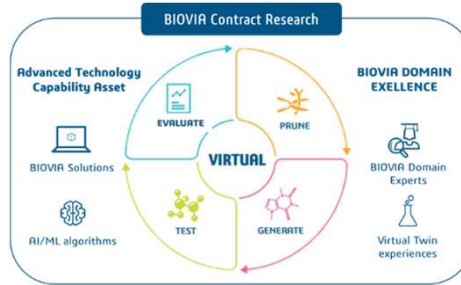 BIOVIA Contract Research
Advanced Technology
Capability Asset
BIOVIA Solutions
AI/ML algorithms
EVALUATE
PRUNE
VIRTUAL
TEST
GENERATE
BIOVIA DOMAIN
EXELLENCE
BIOVIA Domain
Experts
Virtual Twin
experiences